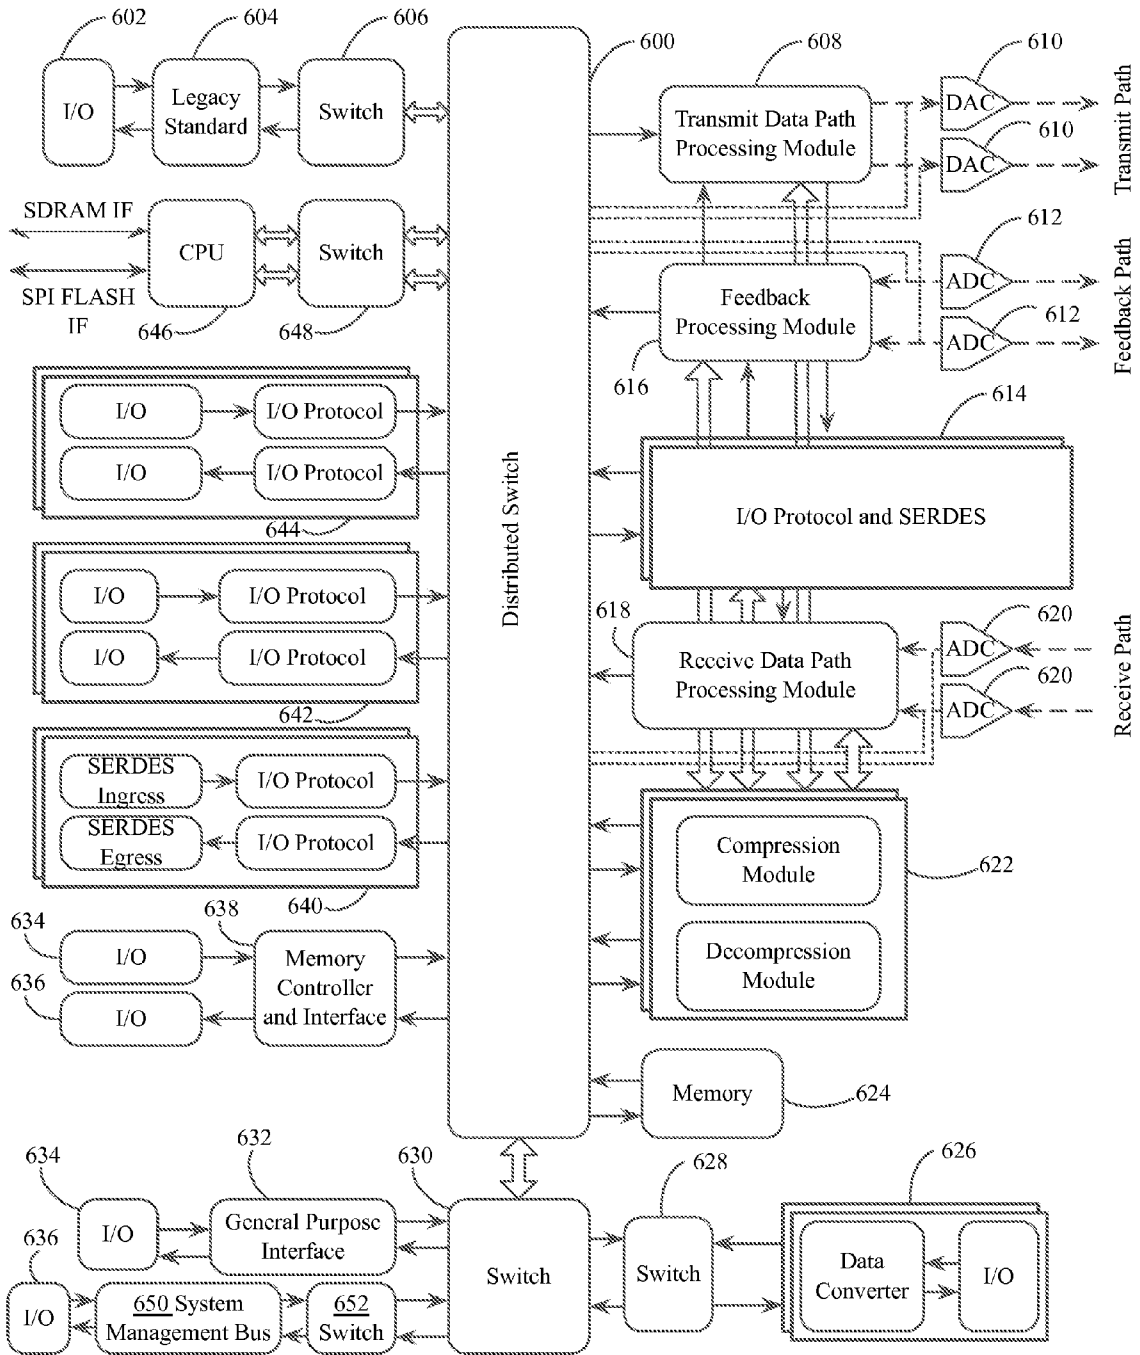 602
604
606
600
608
610
I/O
Legacy
Standard
Switch
Transmit Data Path
Processing Module
DAC
610
DAC
Transmit Path
SDRAM IF
SPI FLASH
IF
CPU
Switch
646
648
612
Feedback
Processing Module
ADC
612
ADC
Feedback Path
616
614
I/O
I/O Protocol
I/O
I/O Protocol
644
Distributed Switch
I/O Protocol and SERDES
I/O
I/O Protocol
I/O
I/O Protocol
642
618
620
Receive Data Path
Processing Module
ADC
620
ADC
Receive Path
SERDES
Ingress
I/O Protocol
SERDES
Egress
I/O Protocol
640
Compression
Module
622
Decompression
Module
634
638
I/O
Memory
Controller
and Interface
636
I/O
Memory
624
634
632
630
628
626
I/O
General Purpose
Interface
Switch
Switch
Data
Converter
I/O
636
I/O
650 System
Management Bus
652
Switch